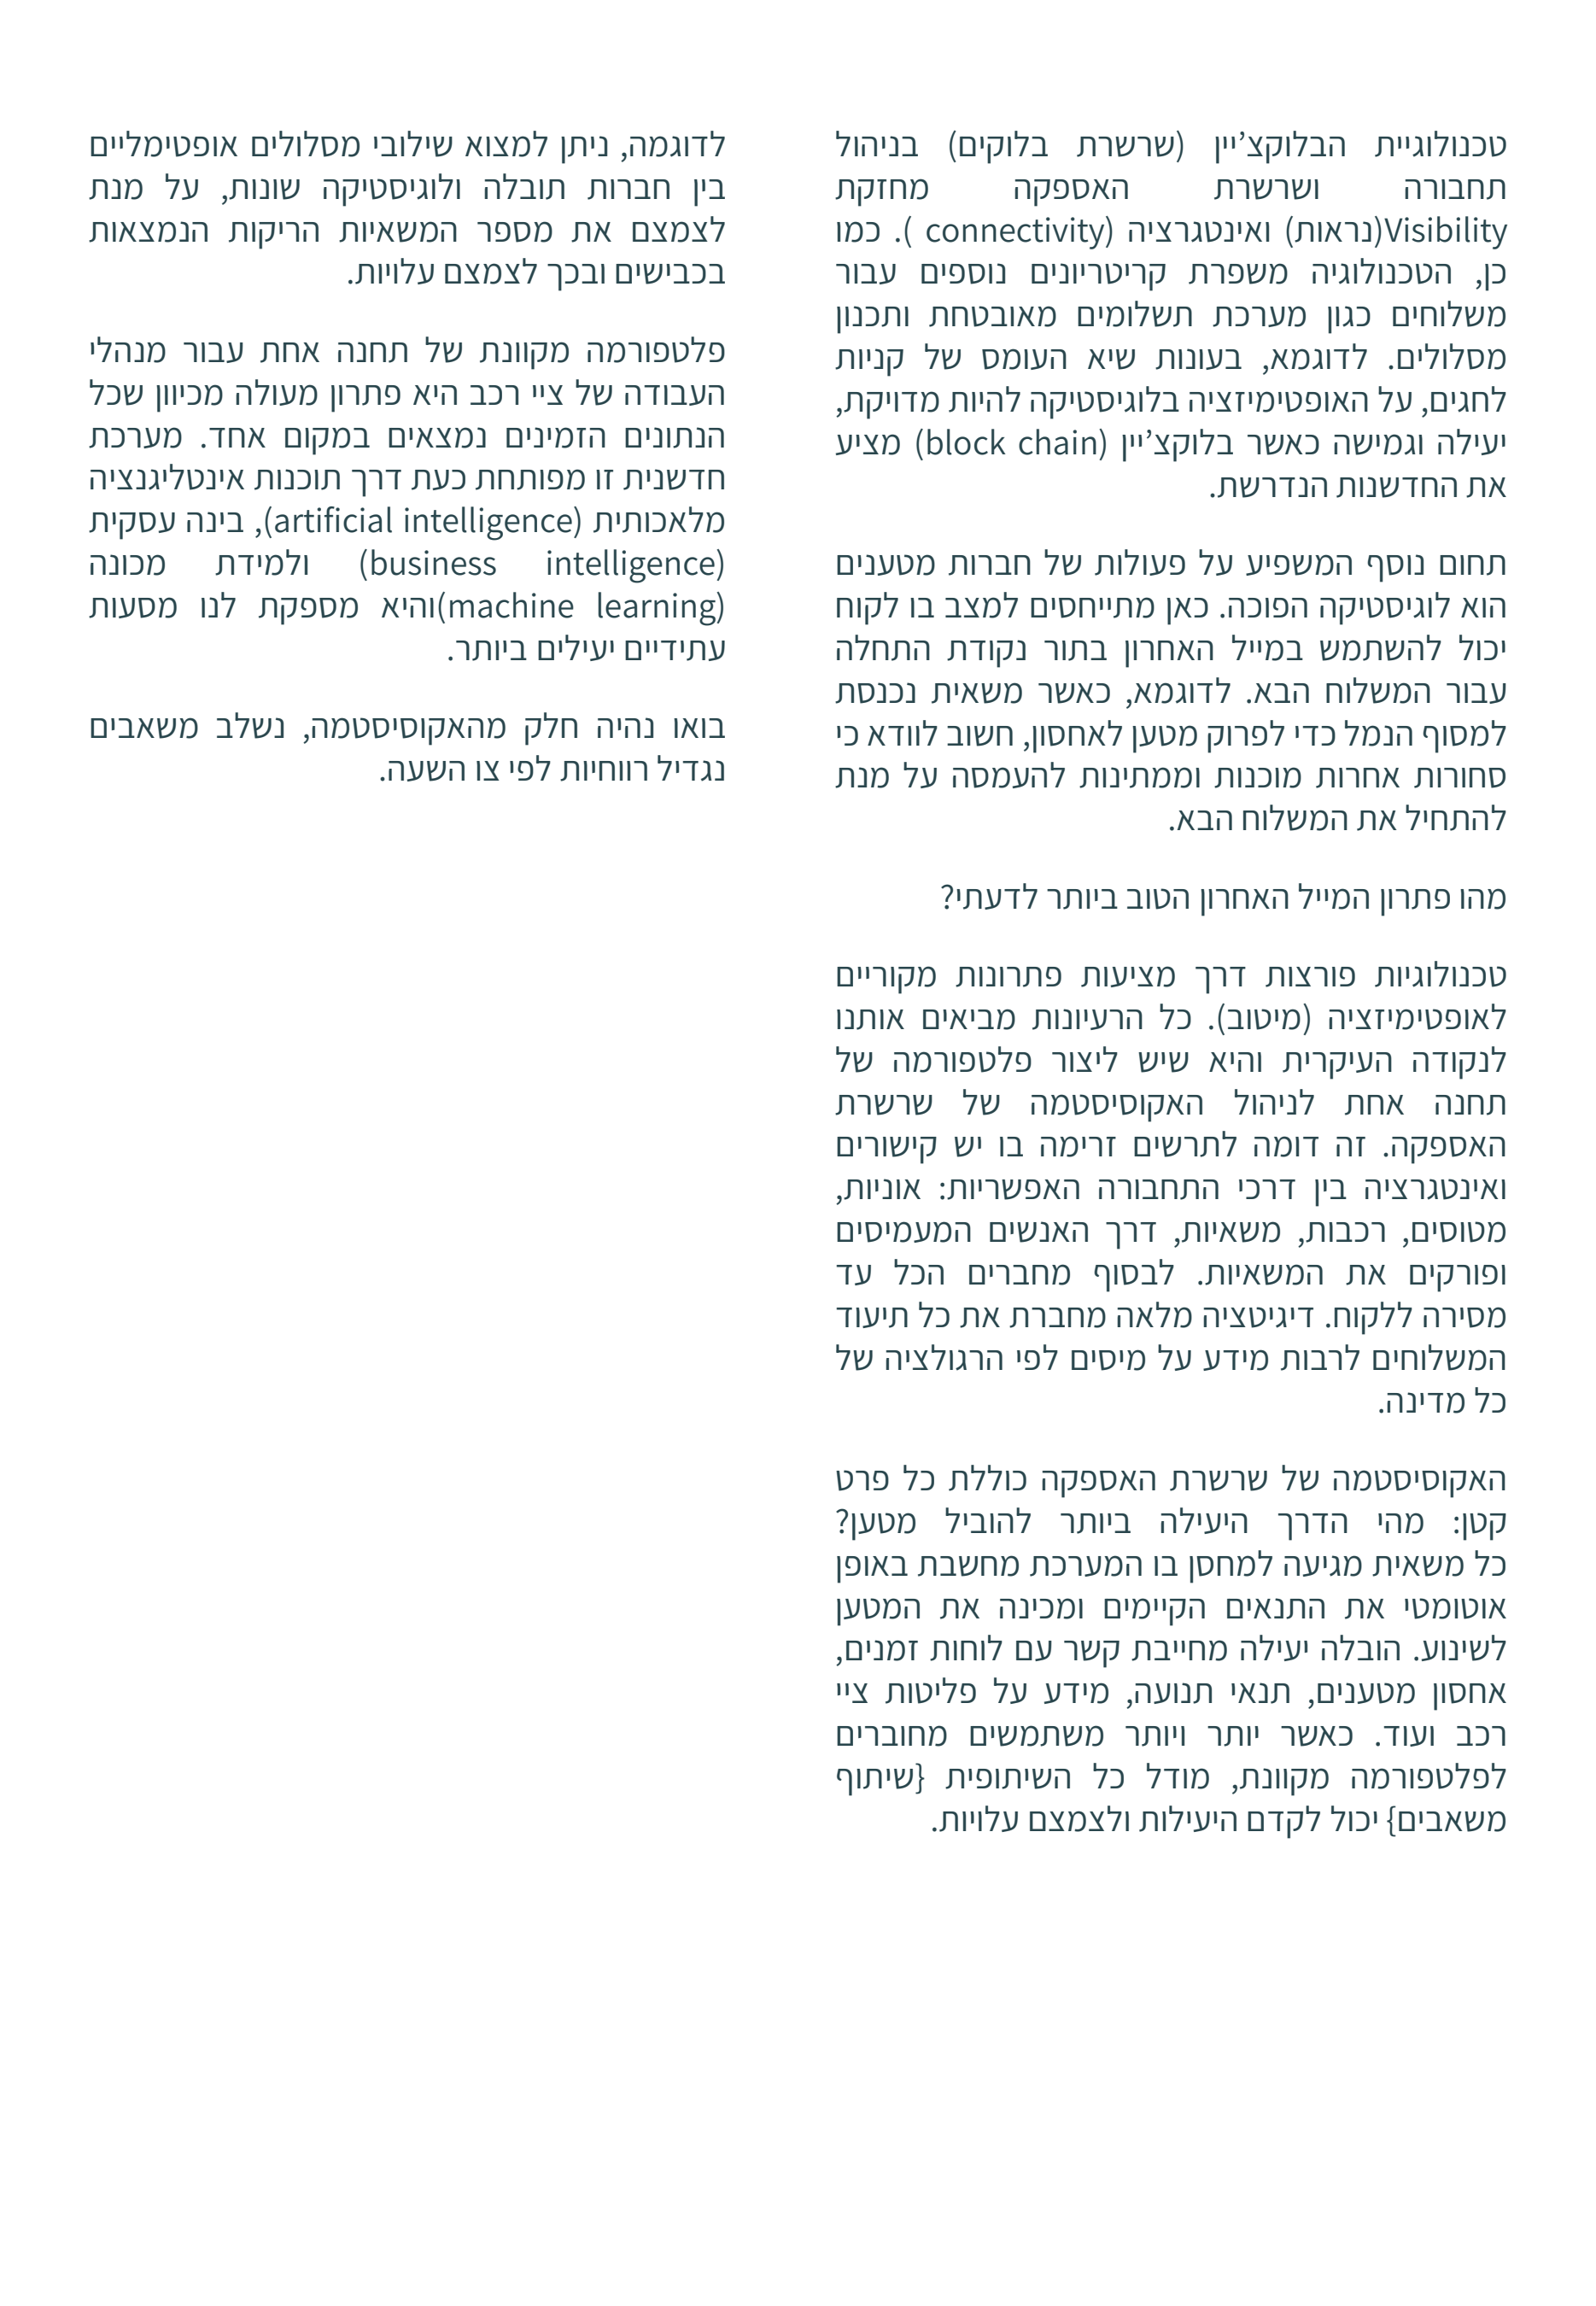 טכנולוגיית הבלוקצ’יין (שרשרת בלוקים) בניהול
תחבורה ושרשרת האספקה מחזקת
Visibility(נראות) ואינטגרציה (connectivity ). כמו
כן, הטכנולוגיה משפרת קריטריונים נוספים עבור
משלוחים כגון מערכת תשלומים מאובטחת ותכנון
מסלולים. לדוגמא, בעונות שיא העומס של קניות
לחגים, על האופטימיזציה בלוגיסטיקה להיות מדויקת,
יעילה וגמישה כאשר בלוקצ’יין (block chain) מציע
את החדשנות הנדרשת.
תחום נוסף המשפיע על פעולות של חברות מטענים
הוא לוגיסטיקה הפוכה. כאן מתייחסים למצב בו לקוח
יכול להשתמש במייל האחרון בתור נקודת התחלה
עבור המשלוח הבא. לדוגמא, כאשר משאית נכנסת
למסוף הנמל כדי לפרוק מטען לאחסון, חשוב לוודא כי
סחורות אחרות מוכנות וממתינות להעמסה על מנת
להתחיל את המשלוח הבא.
מהו פתרון המייל האחרון הטוב ביותר לדעתי?
טכנולוגיות פורצות דרך מציעות פתרונות מקוריים
לאופטימיזציה (מיטוב). כל הרעיונות מביאים אותנו
לנקודה העיקרית והיא שיש ליצור פלטפורמה של
תחנה אחת לניהול האקוסיסטמה של שרשרת
האספקה. זה דומה לתרשים זרימה בו יש קישורים
ואינטגרציה בין דרכי התחבורה האפשריות: אוניות,
מטוסים, רכבות, משאיות, דרך האנשים המעמיסים
ופורקים את המשאיות. לבסוף מחברים הכל עד
מסירה ללקוח. דיגיטציה מלאה מחברת את כל תיעוד
המשלוחים לרבות מידע על מיסים לפי הרגולציה של
כל מדינה.
האקוסיסטמה של שרשרת האספקה כוללת כל פרט
קטן: מהי הדרך היעילה ביותר להוביל מטען?
כל משאית מגיעה למחסן בו המערכת מחשבת באופן
אוטומטי את התנאים הקיימים ומכינה את המטען
לשינוע. הובלה יעילה מחייבת קשר עם לוחות זמנים,
אחסון מטענים, תנאי תנועה, מידע על פליטות ציי
רכב ועוד. כאשר יותר ויותר משתמשים מחוברים
לפלטפורמה מקוונת, מודל כל השיתופית {שיתוף
משאבים} יכול לקדם היעילות ולצמצם עלויות.
לדוגמה, ניתן למצוא שילובי מסלולים אופטימליים
בין חברות תובלה ולוגיסטיקה שונות, על מנת
לצמצם את מספר המשאיות הריקות הנמצאות
בכבישים ובכך לצמצם עלויות.
פלטפורמה מקוונת של תחנה אחת עבור מנהלי
העבודה של ציי רכב היא פתרון מעולה מכיוון שכל
הנתונים הזמינים נמצאים במקום אחד. מערכת
חדשנית זו מפותחת כעת דרך תוכנות אינטליגנציה
מלאכותית (artificial intelligence), בינה עסקית
(business intelligence) ולמידת מכונה
(machine learning)והיא מספקת לנו מסעות
עתידיים יעילים ביותר.
בואו נהיה חלק מהאקוסיסטמה, נשלב משאבים
נגדיל רווחיות לפי צו השעה.